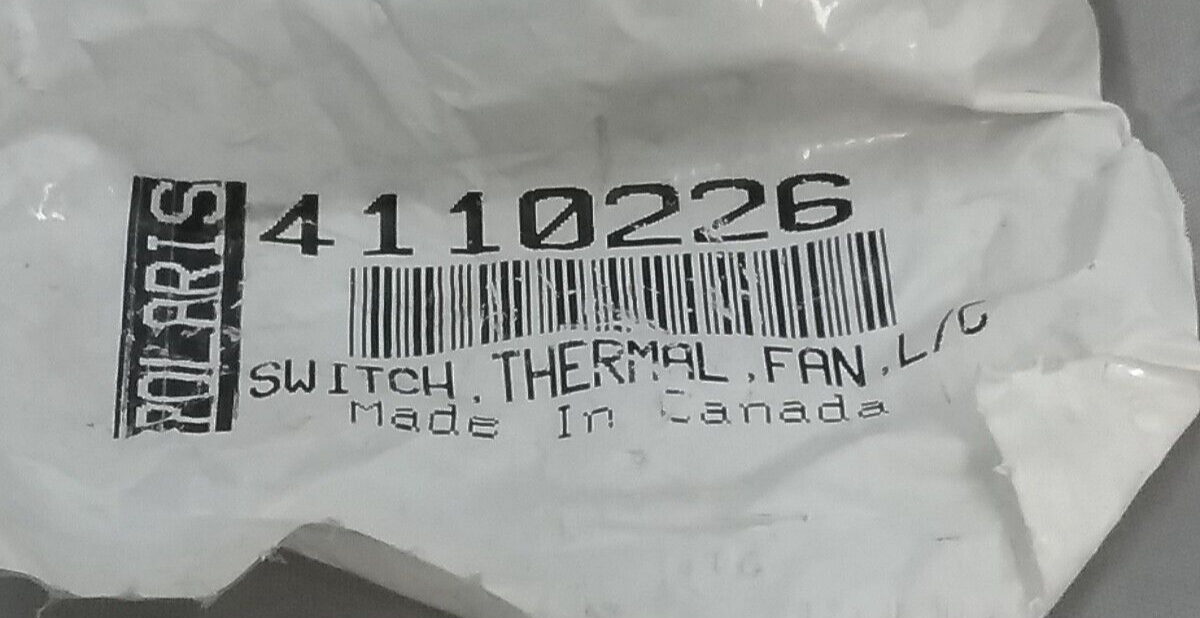 POLARIS
4110226
SWITCH,THERMAL,FAN,L/C
Made In Canada